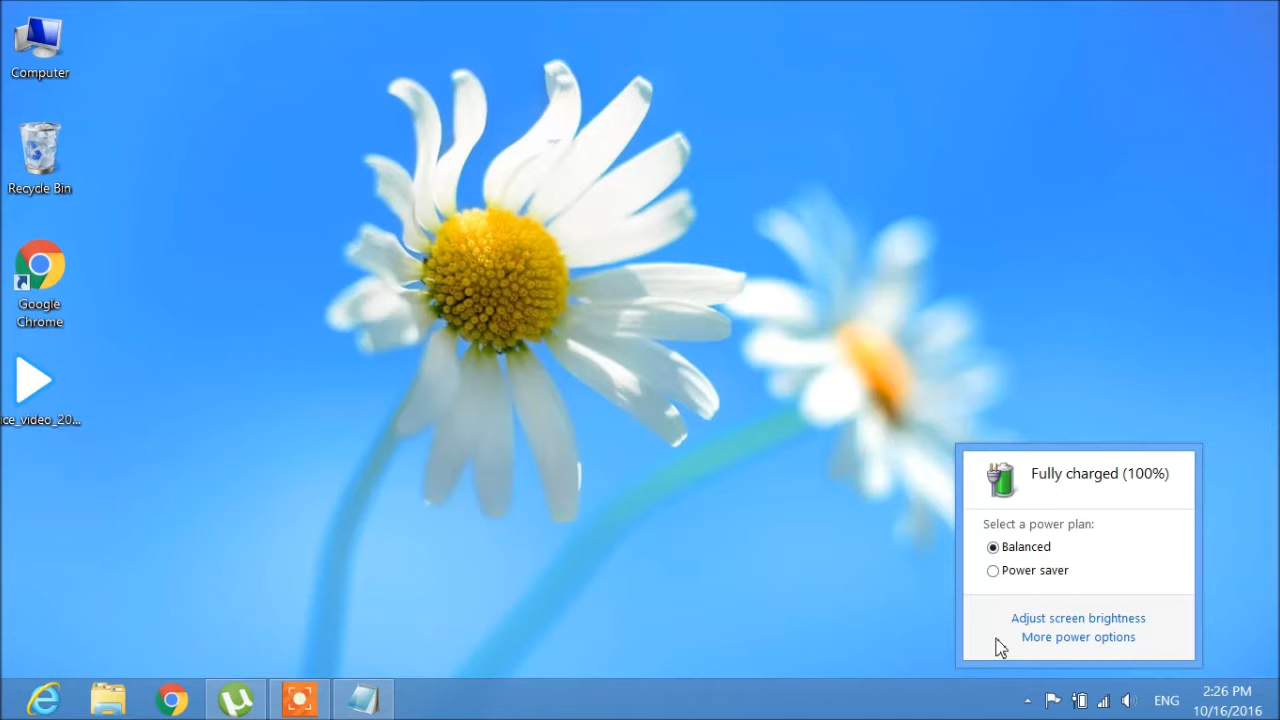 Computer
Recycle Bin
Google
Chrome
ice_video_20...
Fully charged (100%)
Select a power plan:
Balanced
Power saver
Adjust screen brightness
More power options
ENG
2:26 PM
10/16/2016